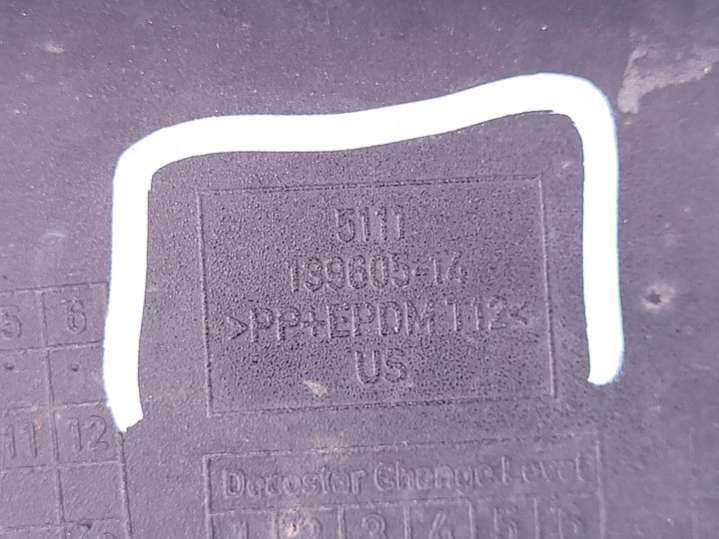 5111
199605-14
>PP+EPDM T12<
US
5 6
11 12
Dataster Change Level
1 2 3 4 5 6